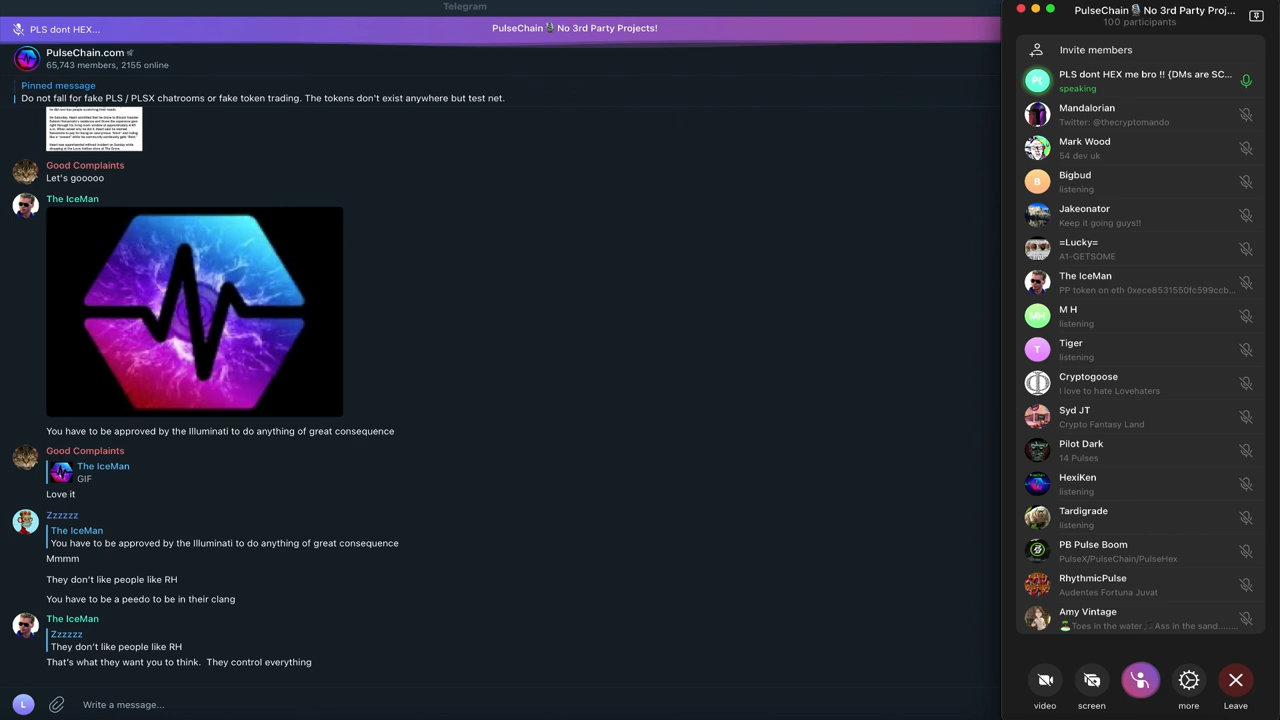 Telegram
PLS dont HEX...
PulseChain🎙️No 3rd Party Projects!
PulseChain.com
65,743 members, 2155 online
Pinned message
Do not fall for fake PLS / PLSX chatrooms or fake token trading. The tokens don't exist anywhere but test net.
Good Complaints
Let's gooooo
The IceMan
You have to be approved by the Illuminati to do anything of great consequence
Good Complaints
The IceMan
GIF
Love it
Zzzzzz
The IceMan
You have to be approved by the Illuminati to do anything of great consequence
Mmmm
They don't like people like RH
You have to be a peedo to be in their clang
The IceMan
Zzzzzz
They don't like people like RH
That's what they want you to think.  They control everything
L
Write a message...
PulseChain🎙️No 3rd Party Proj...
100 participants
Invite members
P(
PLS dont HEX me bro !! {DMs are SC...
speaking
Mandalorian
Twitter: @thecryptomando
Mark Wood
54 dev uk
B
Bigbud
listening
Jakeonator
Keep it going guys!!
=Lucky=
A1-GETSOME
The IceMan
PP token on eth 0xece8531550fc599ccb...
MH
M H
listening
T
Tiger
listening
Cryptogoose
I love to hate Lovehaters
Syd JT
Crypto Fantasy Land
Pilot Dark
14 Pulses
HexiKen
listening
Tardigrade
listening
PB Pulse Boom
PulseX/PulseChain/PulseHex
RhythmicPulse
Audentes Fortuna Juvat
Amy Vintage
🏝️Toes in the water🎶Ass in the sand........
video
screen
more
Leave